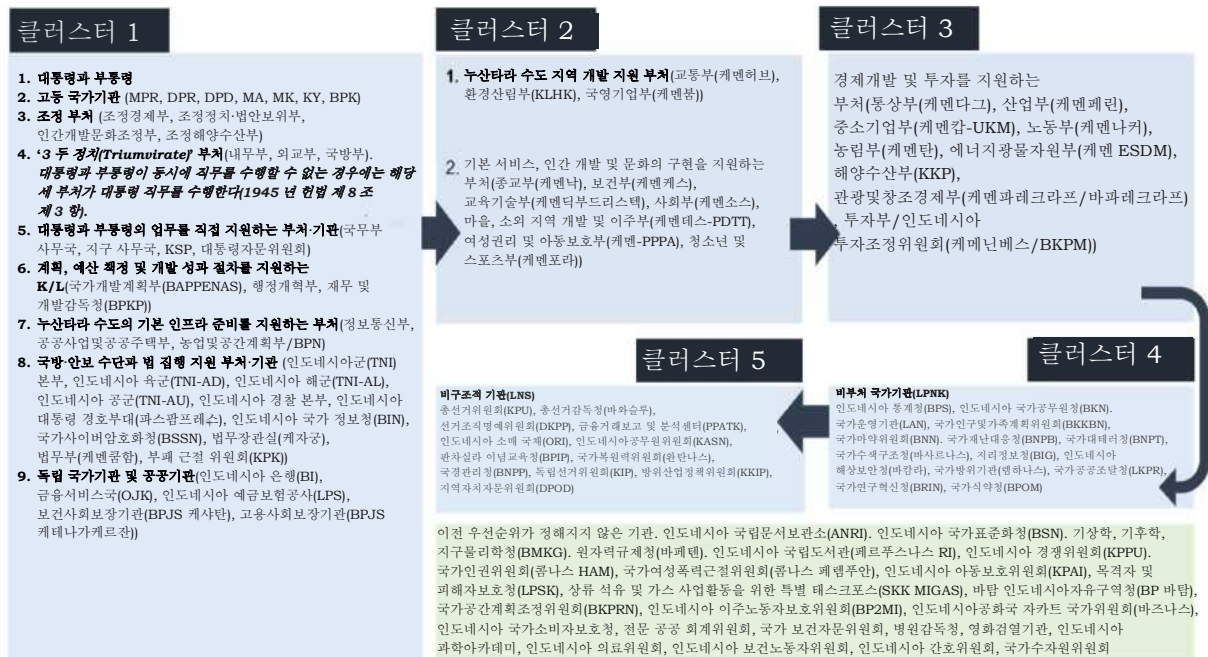 클러스터 1
1. 대통령과 부통령
2. 고등 국가기관 (MPR, DPR, DPD, MA, MK, KY, BPK)
3. 조정 부처 (조정경제부, 조정정치·법안보위부,
인간개발문화조정부, 조정해양수산부)
4. ‘3 두 정치(Triumvirate)’ 부처(내무부, 외교부, 국방부).
대통령과 부통령이 동시에 직무를 수행할 수 없는 경우에는 해당
세 부처가 대통령 직무를 수행한다(1945 년 헌법 제 8 조
제 3 항).
5. 대통령과 부통령의 업무를 직접 지원하는 부처·기관(국무부
사무국, 지구 사무국, KSP, 대통령자문위원회)
6. 계획, 예산 책정 및 개발 성과 절차를 지원하는
K/L(국가개발계획부(BAPPENAS), 행정개혁부, 재무 및
개발감독청(BPKP))
7. 누산타라 수도의 기본 인프라 준비를 지원하는 부처(정보통신부,
공공사업및공공주택부, 농업및공간계획부/BPN)
8. 국방·안보 수단과 법 집행 지원 부처·기관 (인도네시아군(TNI)
본부, 인도네시아 육군(TNI-AD), 인도네시아 해군(TNI-AL),
인도네시아 공군(TNI-AU), 인도네시아 경찰 본부, 인도네시아
대통령 경호부대(파스팜프레수), 인도네시아 국가 정보청(BIN),
국가사이버암호화청(BSSN), 법무장관실(케자궁),
법무부(케멘쿰함), 부패 근절 위원회(KPK))
9. 독립 국가기관 및 공공기관(인도네시아 은행(BI),
금융서비스국(OJK), 인도네시아 예금보험공사(LPS),
보건사회보장기관(BPJS 케샤탄), 고용사회보장기관(BPJS
케테나가케르잔))
클러스터 2
1. 누산타라 수도 지역 개발 지원 부처(교통부(케멘허브),
환경산림부(KLHK), 국영기업부(케멘붐))
2. 기본 서비스, 인간 개발 및 문화의 구현을 지원하는
부처(종교부(케멘낙), 보건부(케멘케스),
교육기술부(케멘딕부드리스텍), 사회부(케멘소스),
마을, 소외 지역 개발 및 이주부(케멘데스-PDTT),
여성권리 및 아동보호부(케멘-PPPA), 청소년 및
스포츠부(케멘포라))
클러스터 3
경제개발 및 투자를 지원하는
부처(통상부(케멘다그), 산업부(케멘페린),
중소기업부(케멘캅-UKM), 노동부(케멘나커),
농림부(케멘탄), 에너지광물자원부(케멘 ESDM),
해양수산부(KKP),
관광및창조경제부(케멘파레크라프/바파레크라프)
, 투자부/인도네시아
투자조정위원회(케메닌베스/BKPM))
클러스터 4
비부처 국가기관(LPNK)
인도네시아 통계청(BPS), 인도네시아 국가공무원청(BKN).
국가운영기관(LAN), 국가인구및가족계획위원회(BKKBN),
국가마약위원회(BNN). 국가재난대응청(BNPB), 국가대테러청(BNPT),
국가수색구조청(바사르나스), 지리정보청(BIG), 인도네시아
해상보안청(바캄라), 국가방위기관(렘하나스), 국가공공조달청(LKPR),
국가연구혁신청(BRIN), 국가식약청(BPOM)
클러스터 5
비구조적 기관(LNS)
총선거위원회(KPU), 총선거감독청(바와슬루),
선거조직명예위원회(DKPP), 금융거래보고 및 분석센터(PPATK),
인도네시아 소매 국채(ORI), 인도네시아공무원위원회(KASN),
판차실라 이념교육청(BPIP), 국가옥련위원회(완탄나스),
국경관리청(BNPP), 독립선거위원회(KIP), 방위산업정책위원회(KKIP),
지역자치자문위원회(DPOD)
이전 우선순위가 정해지지 않은 기관. 인도네시아 국립문서보관소(ANRI). 인도네시아 국가표준화청(BSN). 기상학, 기후학,
지구물리학청(BMKG). 원자력규제청(바페텐). 인도네시아 국립도서관(페르푸스나스 RI), 인도네시아 경쟁위원회(KPPU).
국가인권위원회(콤나스 HAM), 국가여성폭력근절위원회(콤나스 페렘푸안), 인도네시아 아동보호위원회(KPAI), 목격자 및
피해자보호청(LPSK), 상류 석유 및 가스 사업활동을 위한 특별 태스크포스(SKK MIGAS), 바탐 인도네시아자유구역청(BP 바탐),
국가공간계획조정위원회(BKPRN), 인도네시아 이주노동자보호위원회(BP2MI), 인도네시아공화국 자카트 국가위원회(바즈나스),
인도네시아 국가소비자보호청, 전문 공공 회계위원회, 국가 보건자문위원회, 병원감독청, 영화검열기관, 인도네시아
과학아카데미, 인도네시아 의료위원회, 인도네시아 보건노동자위원회, 인도네시아 간호위원회, 국가수자원위원회